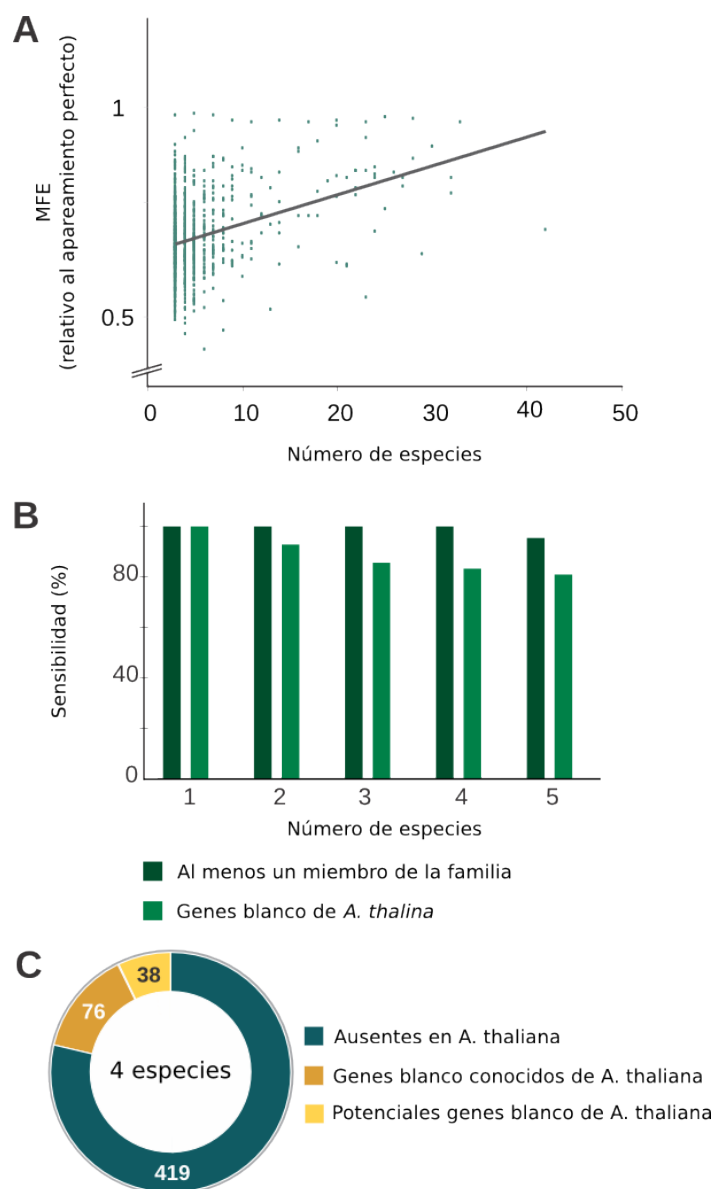 A
MFE
(relativo al apareamiento perfecto)
1
0.5
0 10 20 30 40 50
Número de especies
B
Sensibilidad (%)
80
40
0
1 2 3 4 5
Número de especies
Al menos un miembro de la familia
Genes blanco de A. thalina
C
38
76
4 especies
419
Ausentes en A. thaliana
Genes blanco conocidos de A. thaliana
Potenciales genes blanco de A. thaliana